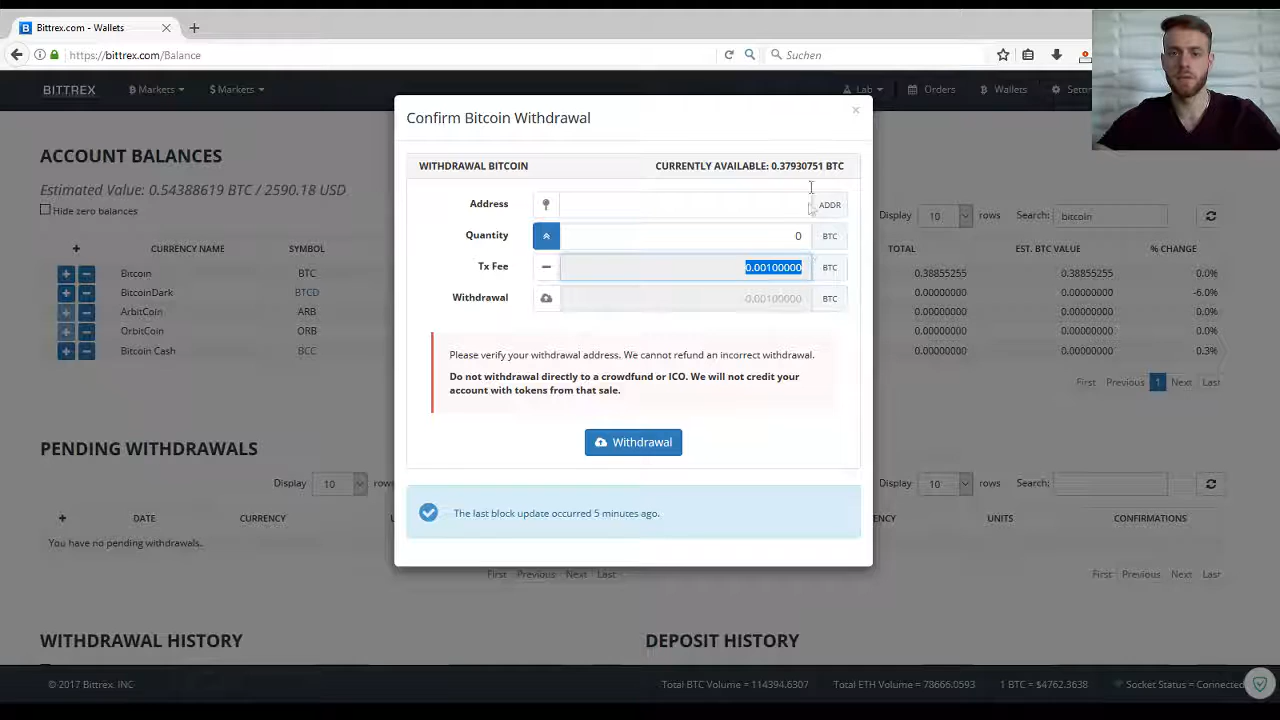 Bittrex.com - Wallets
https://bittrex.com/Balance
Suchen
BITTREX
Markets
$ Markets
Lab
Orders
Wallets
Confirm Bitcoin Withdrawal
×
ACCOUNT BALANCES
Estimated Value: 0.54388619 BTC / 2590.18 USD
Hide zero balances
WITHDRAWAL BITCOIN
CURRENTLY AVAILABLE: 0.37930751 BTC
Address
ADDR
Quantity
0
BTC
Tx Fee
0.00100000
BTC
Withdrawal
-0.00100000
BTC
Please verify your withdrawal address. We cannot refund an incorrect withdrawal.
Do not withdrawal directly to a crowdfund or ICO. We will not credit your
account with tokens from that sale.
Withdrawal
The last block update occurred 5 minutes ago.
Display 10 rows Search: bitcoin
+ CURRENCY NAME SYMBOL TOTAL EST. BTC VALUE % CHANGE
Bitcoin BTC 0.38855255 0.38855255 0.0%
BitcoinDark BTCD 0.00000000 0.00000000 -6.0%
ArbitCoin ARB 0.00000000 0.00000000 0.0%
OrbitCoin ORB 0.00000000 0.00000000 0.0%
Bitcoin Cash BCC 0.00000000 0.00000000 0.3%
First Previous 1 Next Last
PENDING WITHDRAWALS
Display 10 rows
Display 10 rows Search:
+ DATE CURRENCY
UNITS CONFIRMATIONS
You have no pending withdrawals.
First Previous Next Last
First Previous Next Last
WITHDRAWAL HISTORY
DEPOSIT HISTORY
© 2017 Bittrex, INC
Total BTC Volume = 114394.6307
Total ETH Volume = 78666.0593
1 BTC = $4762.3638
Socket Status = Connected